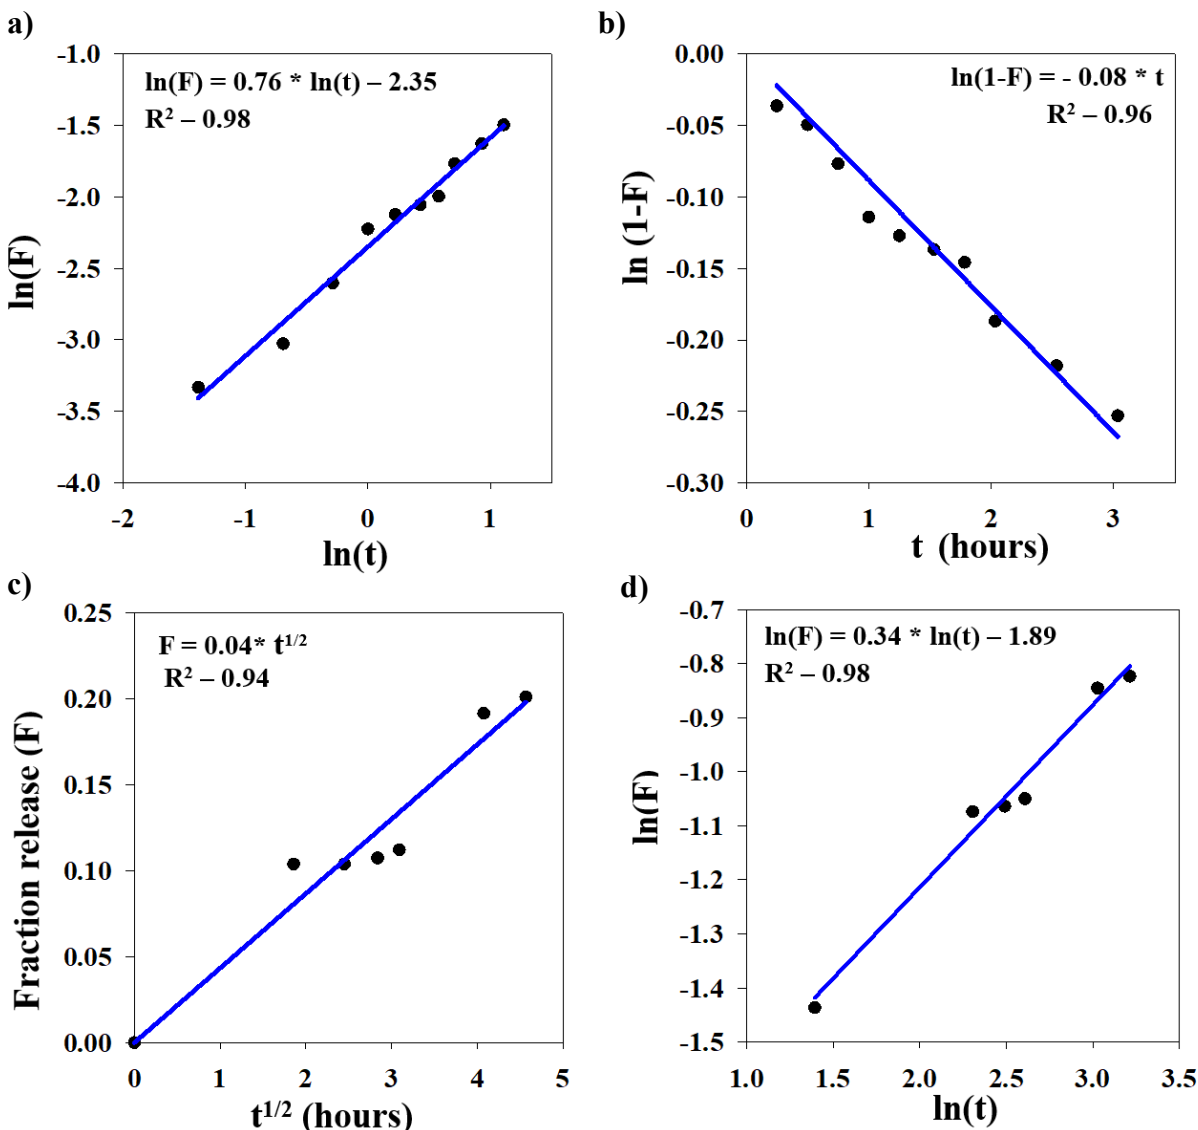 a)
ln(F) = 0.76 * ln(t) – 2.35
R² – 0.98
-1.0
-1.5
-2.0
-2.5
-3.0
-3.5
-4.0
ln(F)
-2
-1
0
1
ln(t)
b)
ln(1-F) = - 0.08 * t
R² – 0.96
0.00
-0.05
-0.10
-0.15
-0.20
-0.25
-0.30
ln (1-F)
0
1
2
3
t (hours)
c)
F = 0.04* t^1/2
R² – 0.94
0.25
0.20
0.15
0.10
0.05
0.00
Fraction release (F)
0
1
2
3
4
5
t^1/2 (hours)
d)
ln(F) = 0.34 * ln(t) – 1.89
R² – 0.98
-0.7
-0.8
-0.9
-1.0
-1.1
-1.2
-1.3
-1.4
-1.5
ln(F)
1.0
1.5
2.0
2.5
3.0
3.5
ln(t)